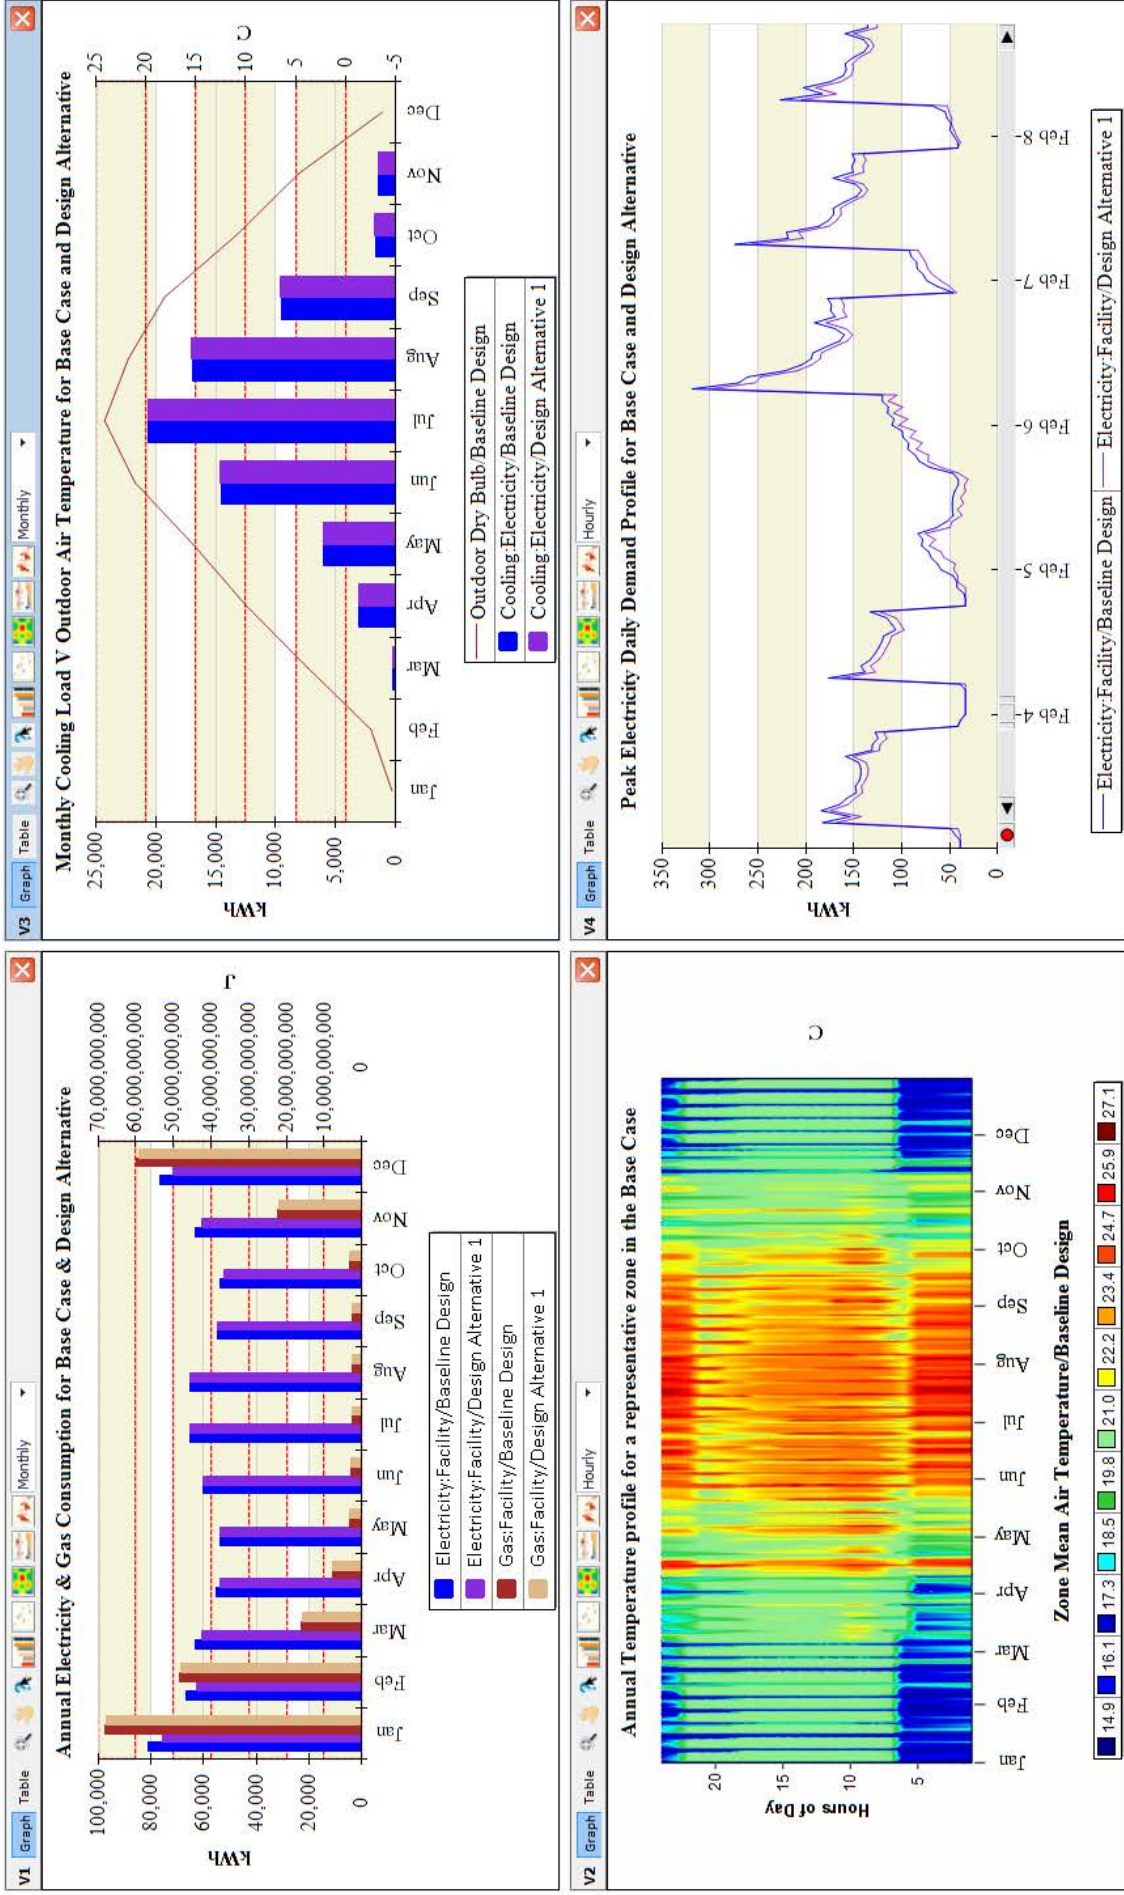 V1 Graph Table Monthly
Annual Electricity & Gas Consumption for Base Case & Design Alternative
100,000
80,000
60,000
40,000
20,000
0
kWh
70,000,000,000
60,000,000,000
50,000,000,000
40,000,000,000
30,000,000,000
20,000,000,000
10,000,000,000
0
J
Jan Feb Mar Apr May Jun Jul Aug Sep Oct Nov Dec
Electricity:Facility/Baseline Design
Electricity:Facility/Design Alternative 1
Gas:Facility/Baseline Design
Gas:Facility/Design Alternative 1
V3 Graph Table Monthly
Monthly Cooling Load V Outdoor Air Temperature for Base Case and Design Alternative
25,000
20,000
15,000
10,000
5,000
0
kWh
25
20
15
10
5
0
-5
C
Jan Feb Mar Apr May Jun Jul Aug Sep Oct Nov Dec
Outdoor Dry Bulb/Baseline Design
Cooling:Electricity/Baseline Design
Cooling:Electricity/Design Alternative 1
V2 Graph Table Hourly
Annual Temperature profile for a representative zone in the Base Case
20
15
10
5
Hours of Day
C
Jan Feb Mar Apr May Jun Jul Aug Sep Oct Nov Dec
Zone Mean Air Temperature/Baseline Design
14.9 16.1 17.3 18.5 19.8 21.0 22.2 23.4 24.7 25.9 27.1
V4 Graph Table Hourly
Peak Electricity Daily Demand Profile for Base Case and Design Alternative
350
300
250
200
150
100
50
0
kWh
Feb 4 Feb 5 Feb 6 Feb 7 Feb 8
Electricity:Facility/Baseline Design Electricity:Facility/Design Alternative 1